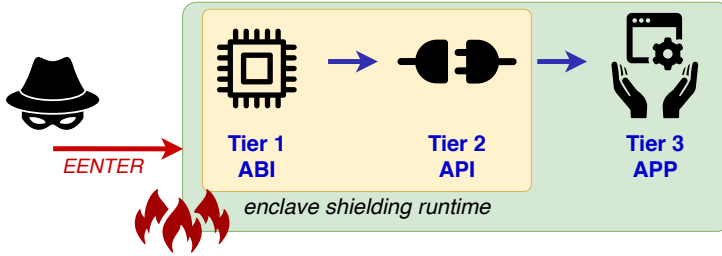 EENTER
Tier 1
ABI
Tier 2
API
Tier 3
APP
enclave shielding runtime